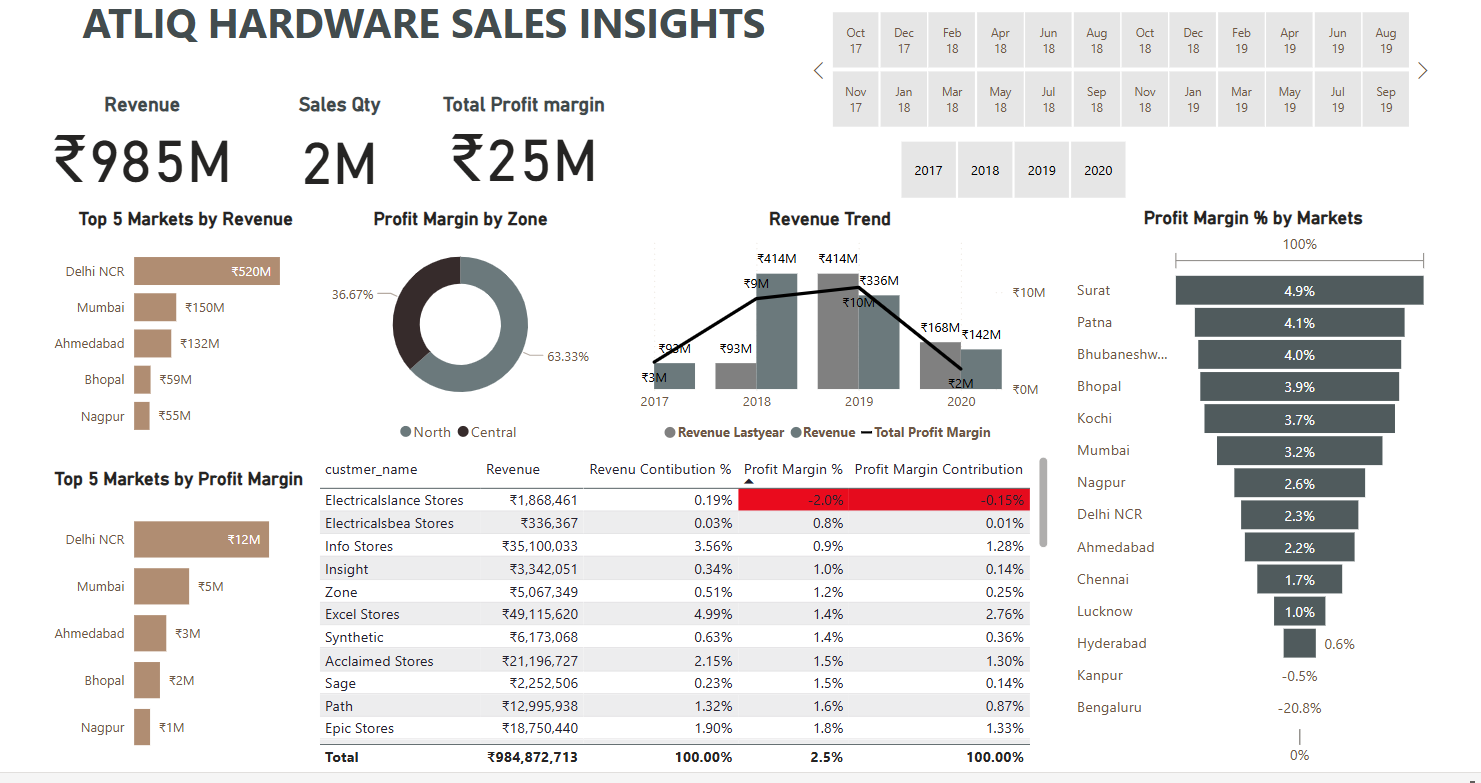 ATLIQ HARDWARE SALES INSIGHTS
Oct 17 Dec 17 Feb 18 Apr 18 Jun 18 Aug 18 Oct 18 Dec 18 Feb 19 Apr 19 Jun 19 Aug 19
Nov 17 Jan 18 Mar 18 May 18 Jul 18 Sep 18 Nov 18 Jan 19 Mar 19 May 19 Jul 19 Sep 19
2017 2018 2019 2020
Revenue
₹985M
Sales Qty
2M
Total Profit margin
₹25M
Top 5 Markets by Revenue
Delhi NCR ₹520M
Mumbai ₹150M
Ahmedabad ₹132M
Bhopal ₹59M
Nagpur ₹55M
Profit Margin by Zone
36.67%
63.33%
North Central
Revenue Trend
₹414M ₹414M
₹9M ₹336M ₹10M
₹10M
₹93M ₹93M ₹168M ₹142M
₹3M ₹2M ₹0M
2017 2018 2019 2020
Revenue Lastyear Revenue Total Profit Margin
Profit Margin % by Markets
100%
Surat 4.9%
Patna 4.1%
Bhubaneshw... 4.0%
Bhopal 3.9%
Kochi 3.7%
Mumbai 3.2%
Nagpur 2.6%
Delhi NCR 2.3%
Ahmedabad 2.2%
Chennai 1.7%
Lucknow 1.0%
Hyderabad 0.6%
Kanpur -0.5%
Bengaluru -20.8%
0%
Top 5 Markets by Profit Margin
Delhi NCR ₹12M
Mumbai ₹5M
Ahmedabad ₹3M
Bhopal ₹2M
Nagpur ₹1M
custmer_name Revenue Revenu Contibution % Profit Margin % Profit Margin Contribution
Electricalslance Stores ₹1,868,461 0.19% -2.0% -0.15%
Electricalsbea Stores ₹336,367 0.03% 0.8% 0.01%
Info Stores ₹35,100,033 3.56% 0.9% 1.28%
Insight ₹3,342,051 0.34% 1.0% 0.14%
Zone ₹5,067,349 0.51% 1.2% 0.25%
Excel Stores ₹49,115,620 4.99% 1.4% 2.76%
Synthetic ₹6,173,068 0.63% 1.4% 0.36%
Acclaimed Stores ₹21,196,727 2.15% 1.5% 1.30%
Sage ₹2,252,506 0.23% 1.5% 0.14%
Path ₹12,995,938 1.32% 1.6% 0.87%
Epic Stores ₹18,750,440 1.90% 1.8% 1.33%
Total ₹984,872,713 100.00% 2.5% 100.00%